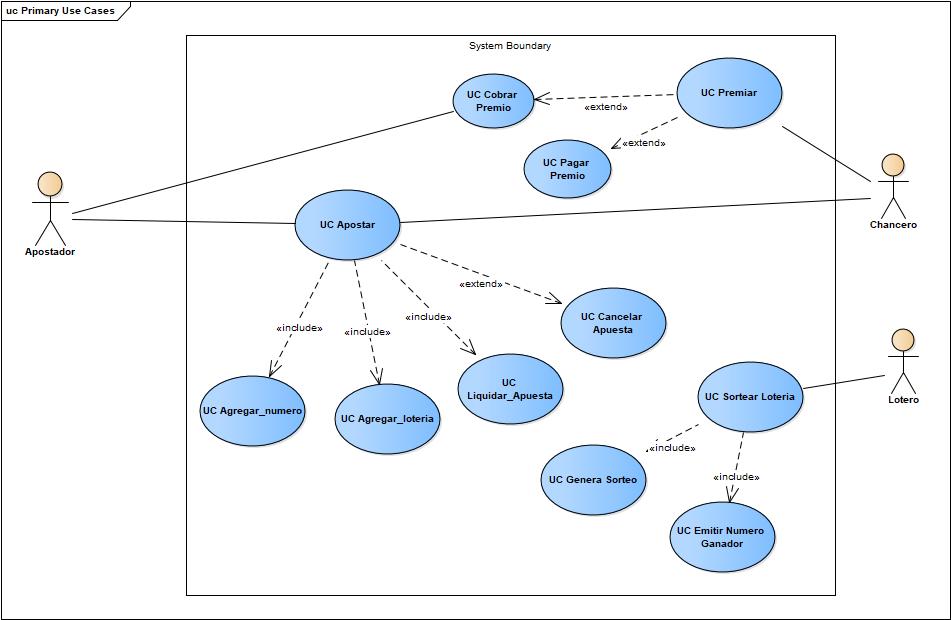 uc Primary Use Cases
System Boundary
UC Cobrar
Premio
UC Premiar
«extend»
«extend»
UC Pagar
Premio
Apostador
UC Apostar
Chancero
«extend»
«include»
«include»
«include»
UC Cancelar
Apuesta
UC
Liquidar_Apuesta
UC Agregar_numero
UC Agregar_loteria
UC Sortear Loteria
Lotero
«include»
«include»
UC Genera Sorteo
UC Emitir Numero
Ganador